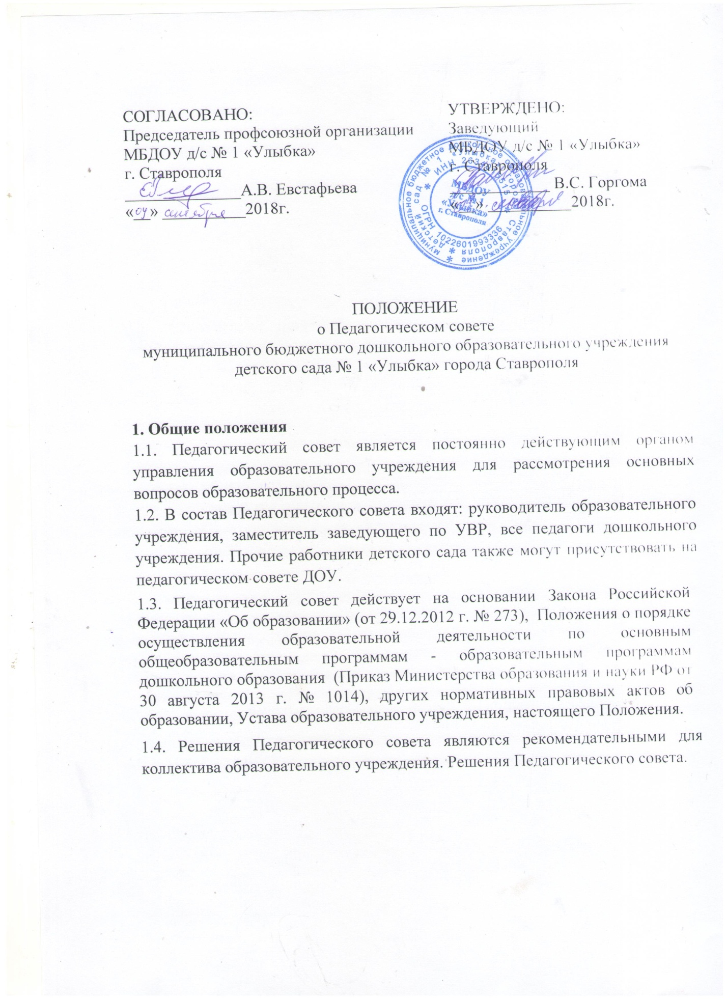 СОГЛАСОВАНО:
Председатель профсоюзной организации
МБДОУ д/с № 1 «Улыбка»
г. Ставрополя
______________А.В. Евстафьева
«04» сентября 2018г.
УТВЕРЖДЕНО:
Заведующий
МБДОУ д/с № 1 «Улыбка»
г. Ставрополя
____________ В.С. Горгома
«__» сентября 2018г.
муниципальное бюджетное дошкольное образовательное учреждение
детский сад № 1 «Улыбка» города Ставрополя
ОГРН 1022601993336
ИНН
МБДОУ
д/с № 1
«Улыбка»
г. Ставрополя
ПОЛОЖЕНИЕ
о Педагогическом совете
муниципального бюджетного дошкольного образовательного учреждения
детского сада № 1 «Улыбка» города Ставрополя
1. Общие положения
1.1. Педагогический совет является постоянно действующим органом
управления образовательного учреждения для рассмотрения основных
вопросов образовательного процесса.
1.2. В состав Педагогического совета входят: руководитель образовательного
учреждения, заместитель заведующего по УВР, все педагоги дошкольного
учреждения. Прочие работники детского сада также могут присутствовать на
педагогическом совете ДОУ.
1.3. Педагогический совет действует на основании Закона Российской
Федерации «Об образовании» (от 29.12.2012 г. № 273), Положения о порядке
осуществления образовательной деятельности по основным
общеобразовательным программам - образовательным программам
дошкольного образования (Приказ Министерства образования и науки РФ от
30 августа 2013 г. № 1014), других нормативных правовых актов об
образовании, Устава образовательного учреждения, настоящего Положения.
1.4. Решения Педагогического совета являются рекомендательными для
коллектива образовательного учреждения. Решения Педагогического совета.